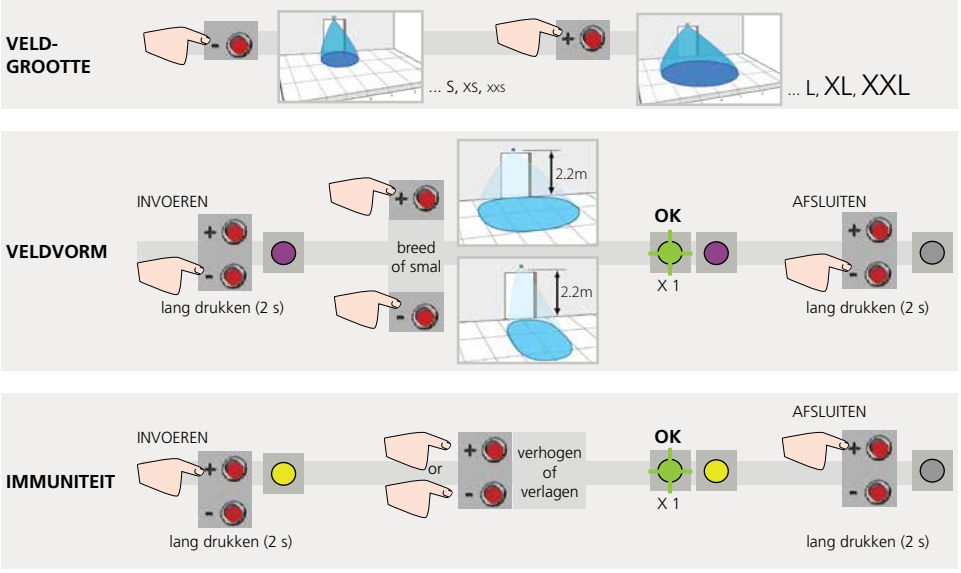 VELD-
GROOTTE
-
... S, XS, XXS
+
... L, XL, XXL
VELDVORM
INVOEREN
+
-
lang drukken (2 s)
+
breed
of smal
-
2.2m
2.2m
OK
X 1
AFSLUITEN
+
-
lang drukken (2 s)
IMMUNITEIT
INVOEREN
+
-
lang drukken (2 s)
or
+
-
verhogen
of
verlagen
OK
X 1
AFSLUITEN
+
-
lang drukken (2 s)